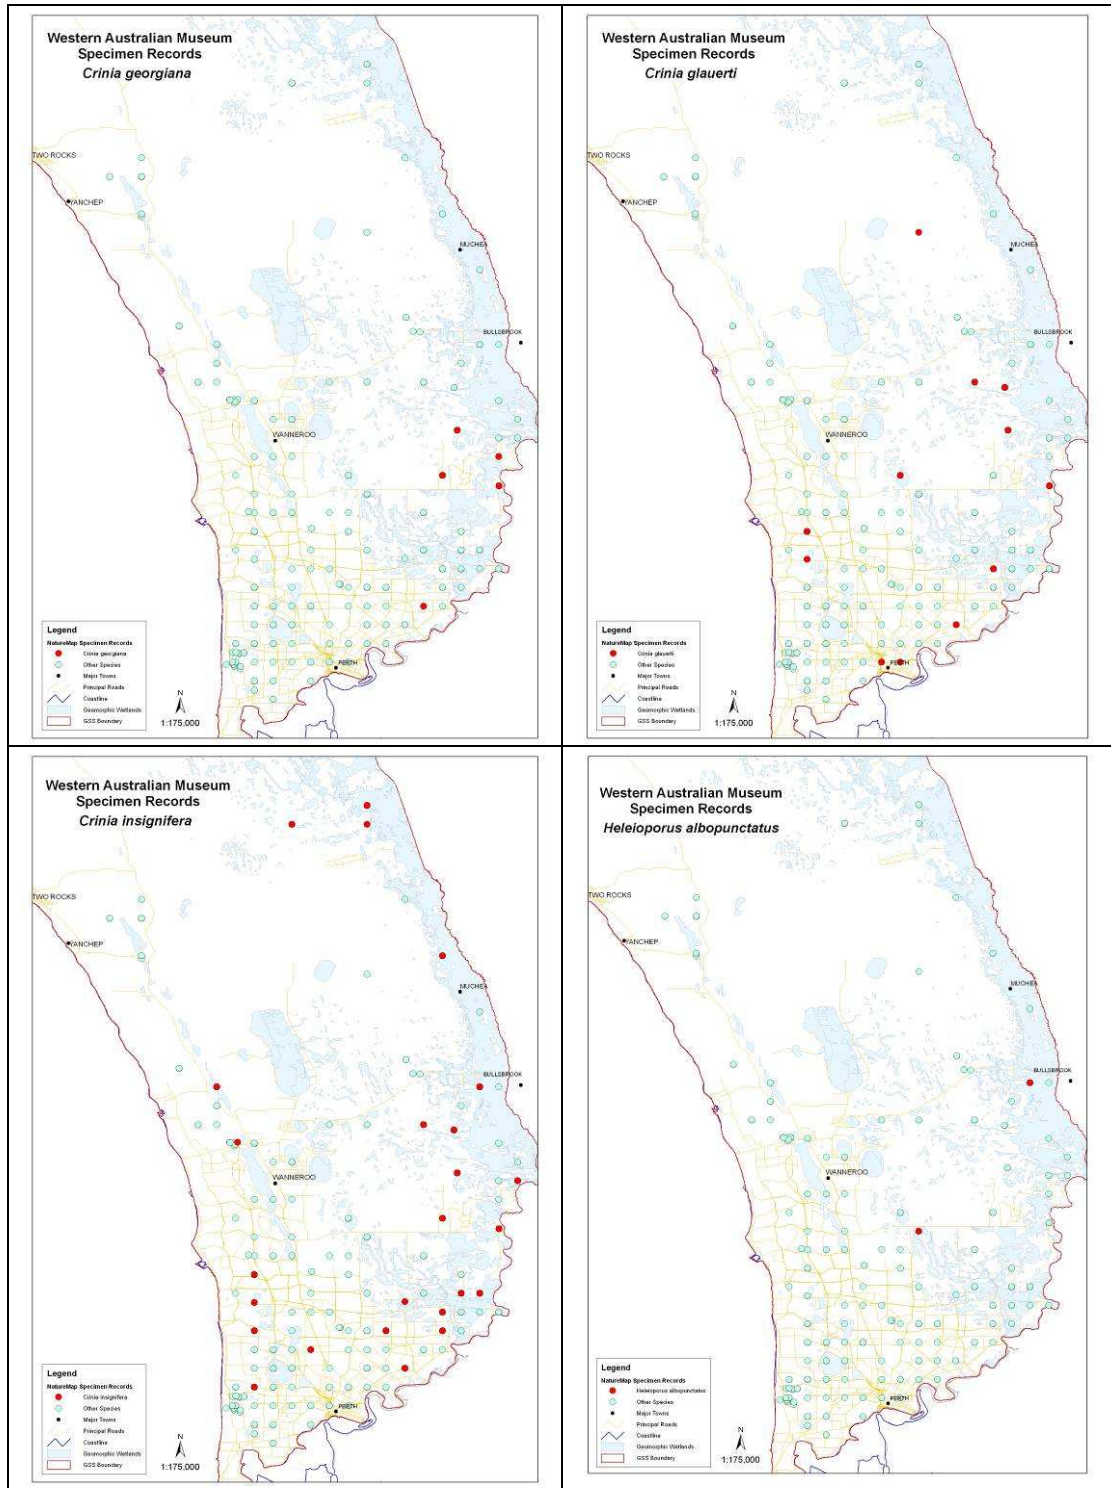 Western Australian Museum
Specimen Records
Crinia georgiana
TWO ROCKS
YANCHEP
MUCHEA
BULLSBROOK
WANNEROO
PERTH
Legend
NatureMap Specimen Records
Crinia georgiana
Other Species
Major Towns
Principal Roads
Coastline
Geomorphic Wetlands
GSS Boundary
N
1:175,000
Western Australian Museum
Specimen Records
Crinia glauerti
TWO ROCKS
YANCHEP
MUCHEA
BULLSBROOK
WANNEROO
PERTH
Legend
NatureMap Specimen Records
Crinia glauerti
Other Species
Major Towns
Principal Roads
Coastline
Geomorphic Wetlands
GSS Boundary
N
1:175,000
Western Australian Museum
Specimen Records
Crinia insignifera
TWO ROCKS
YANCHEP
MUCHEA
BULLSBROOK
WANNEROO
PERTH
Legend
NatureMap Specimen Records
Crinia insignifera
Other Species
Major Towns
Principal Roads
Coastline
Geomorphic Wetlands
GSS Boundary
N
1:175,000
Western Australian Museum
Specimen Records
Heleioporus albopunctatus
TWO ROCKS
YANCHEP
MUCHEA
BULLSBROOK
WANNEROO
PERTH
Legend
NatureMap Specimen Records
Heleioporus albopunctatus
Other Species
Major Towns
Principal Roads
Coastline
Geomorphic Wetlands
GSS Boundary
N
1:175,000